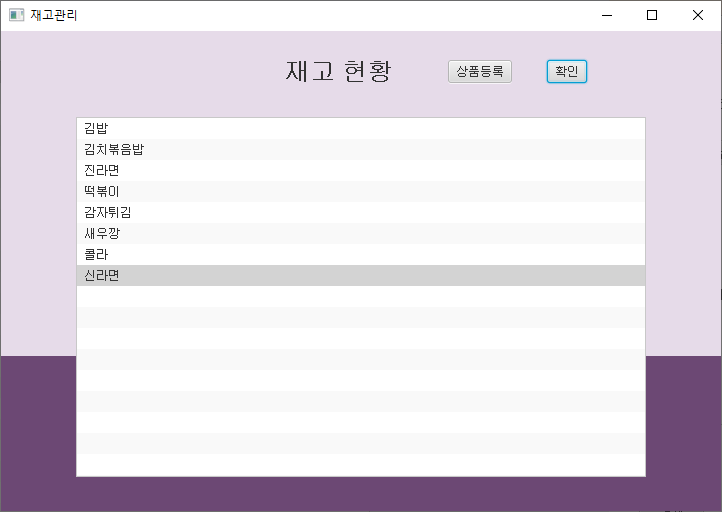 재고관리
재고 현황 상품등록 확인
김밥
김치볶음밥
진라면
떡볶이
감자튀김
새우깡
콜라
신라면